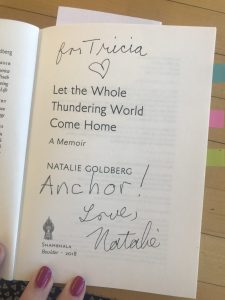 for Tricia
Let the Whole
Thundering World
Come Home
A Memoir
NATALIE GOLDBERG
Anchor!
Love,
Natalie
SHAMBHALA
Boulder • 2018